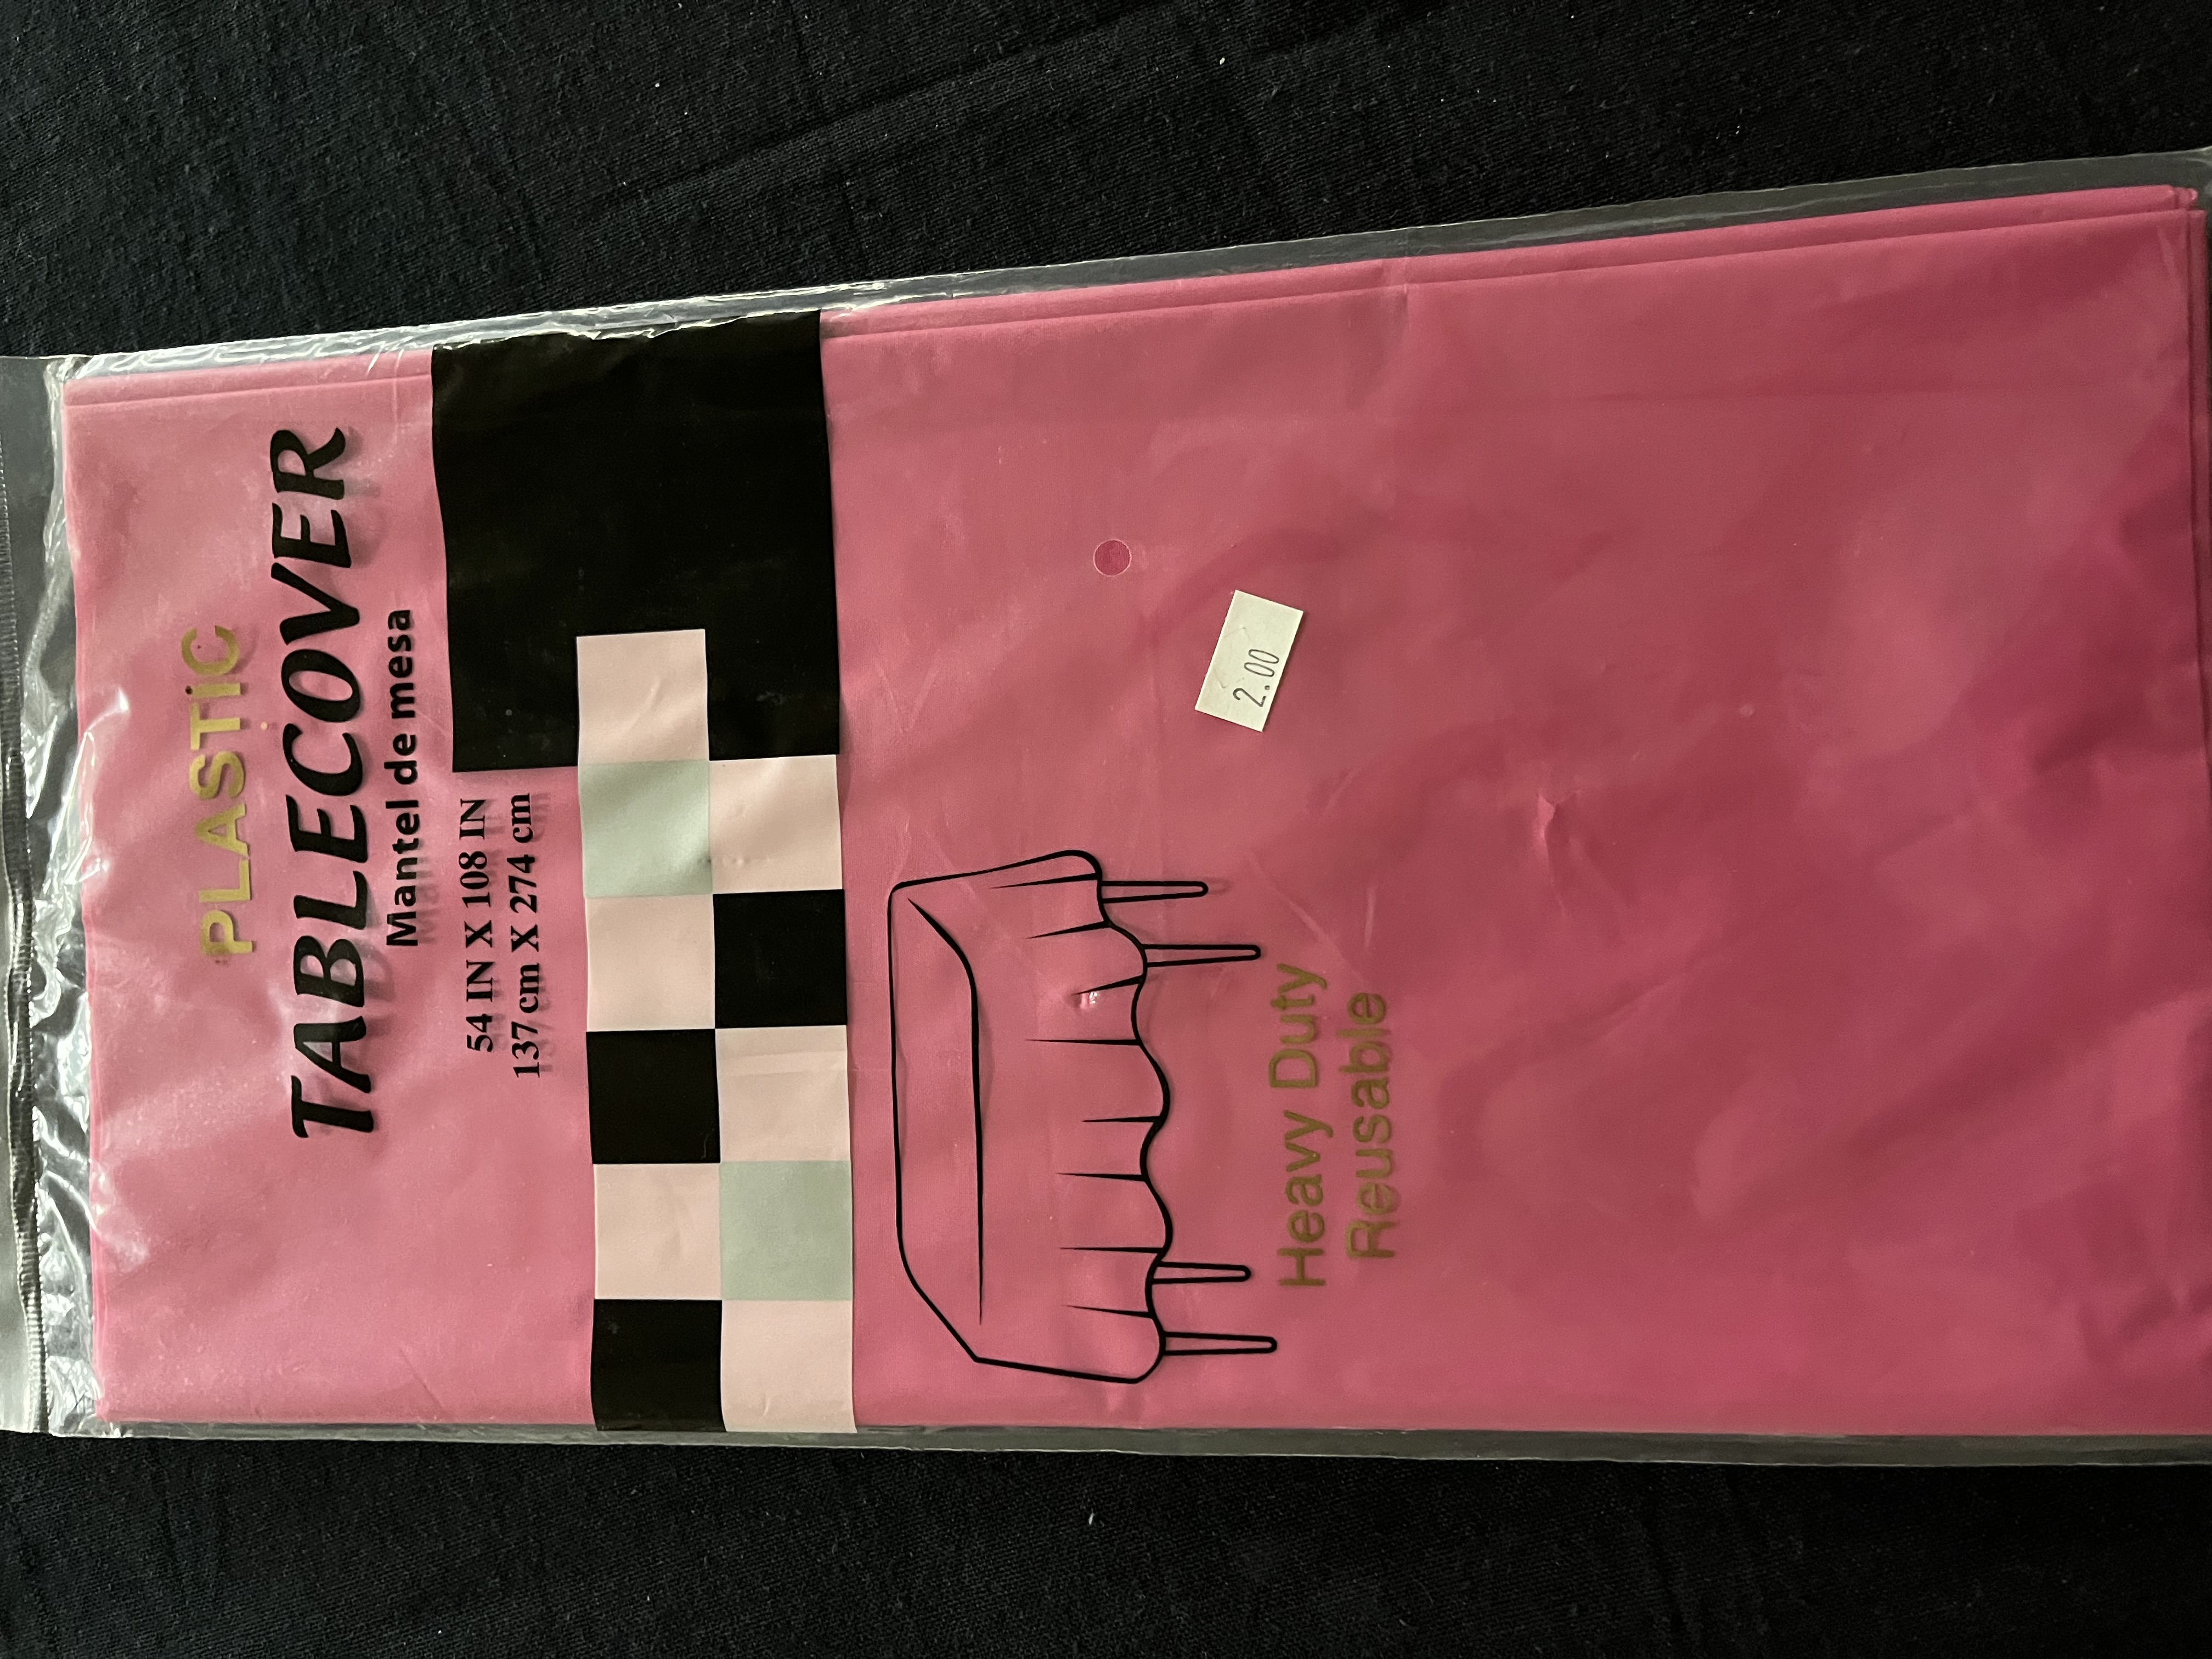 PLASTiC
TABLECOVER
Mantel de mesa
54 IN X 108 IN
137 cm X 274 cm
2.00
Heavy Duty
Reusable